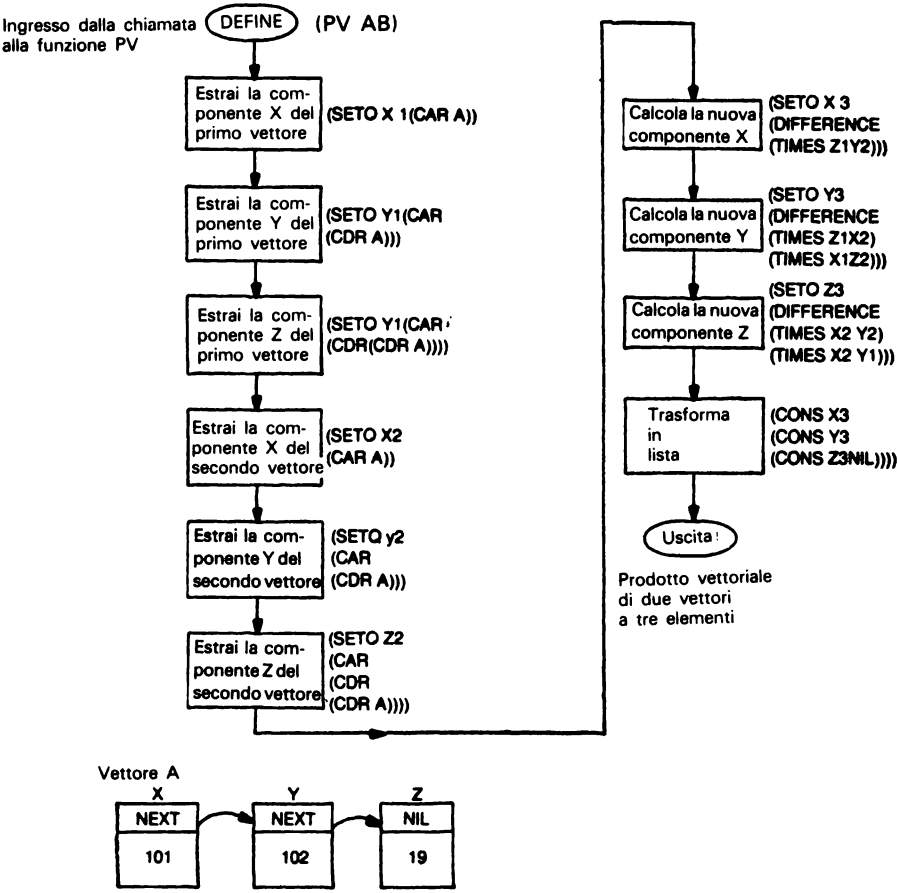 Ingresso dalla chiamata
alla funzione PV
DEFINE
(PV AB)
Estrai la com-
ponente X del
primo vettore
(SETO X 1(CAR A))
Estrai la com-
ponente Y del
primo vettore
(SETO Y1(CAR
(CDR A)))
Estrai la com-
ponente Z del
primo vettore
(SETO Y1(CAR
(CDR(CDR A))))
Estrai la com-
ponente X del
secondo vettore
(SETO X2
(CAR A))
Estrai la com-
ponente Y del
secondo vettore
(SETQ y2
(CAR
(CDR A)))
Estrai la com-
ponente Z del
secondo vettore
(SETO Z2
(CAR
(CDR
(CDR A))))
Calcola la nuova
componente X
(SETO X 3
(DIFFERENCE
(TIMES Z1Y2)))
Calcola la nuova
componente Y
(SETO Y3
(DIFFERENCE
(TIMES Z1X2)
(TIMES X1Z2)))
Calcola la nuova
componente Z
(SETO Z3
(DIFFERENCE
(TIMES X2 Y2)
(TIMES X2 Y1)))
Trasforma
in
lista
(CONS X3
(CONS Y3
(CONS Z3NIL))))
Uscita!
Prodotto vettoriale
di due vettori
a tre elementi
Vettore A
X Y Z
NEXT NEXT NIL
101 102 19